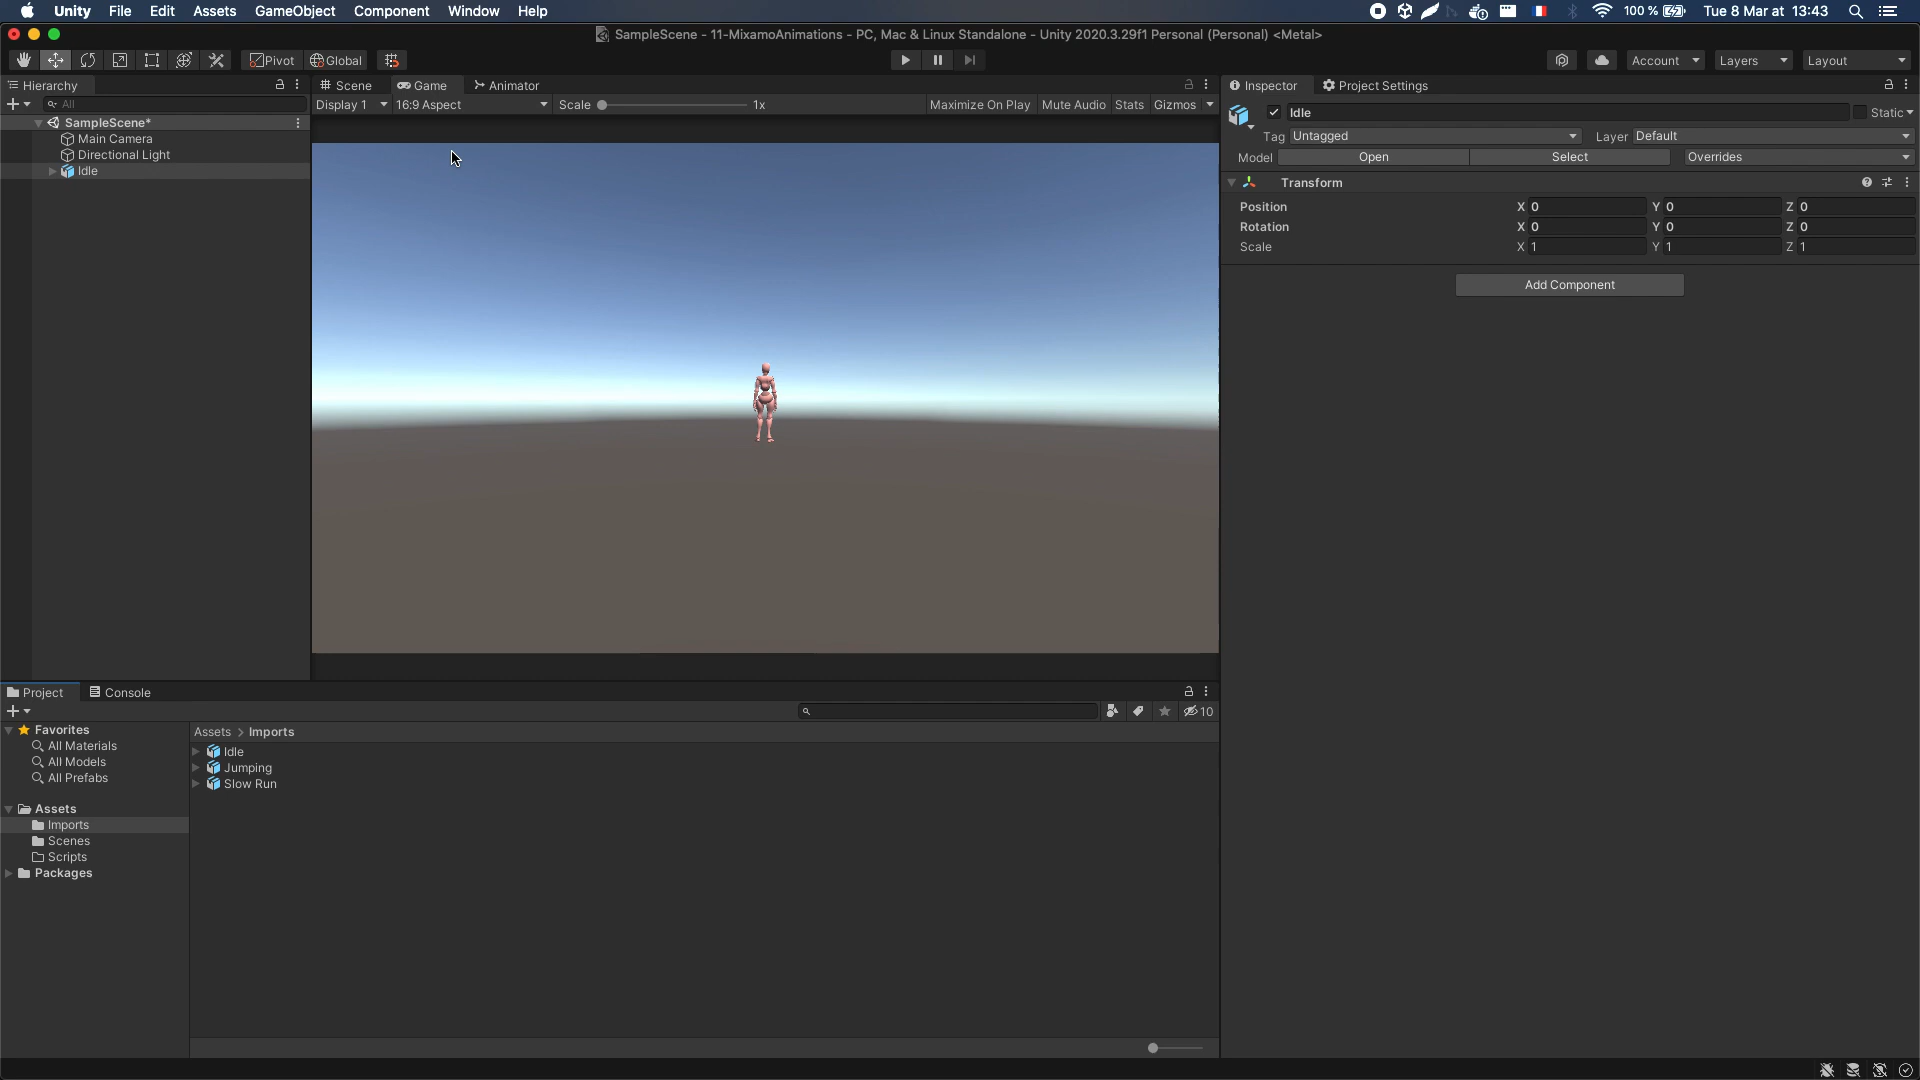 Unity File Edit Assets GameObject Component Window Help 100 % Tue 8 Mar at 13:43
SampleScene - 11-MixamoAnimations - PC, Mac & Linux Standalone - Unity 2020.3.29f1 Personal (Personal) <Metal>
Pivot Global Account Layers Layout
Hierarchy Scene Game Animator Inspector Project Settings
All Display 1 16:9 Aspect Scale 1x Maximize On Play Mute Audio Stats Gizmos Idle Static
SampleScene*
Main Camera Tag Untagged Layer Default
Directional Light Model Open Select Overrides
Idle
Transform
Position X 0 Y 0 Z 0
Rotation X 0 Y 0 Z 0
Scale X 1 Y 1 Z 1
Add Component
Project Console
10
Favorites Assets > Imports
All Materials Idle
All Models Jumping
All Prefabs Slow Run
Assets
Imports
Scenes
Scripts
Packages